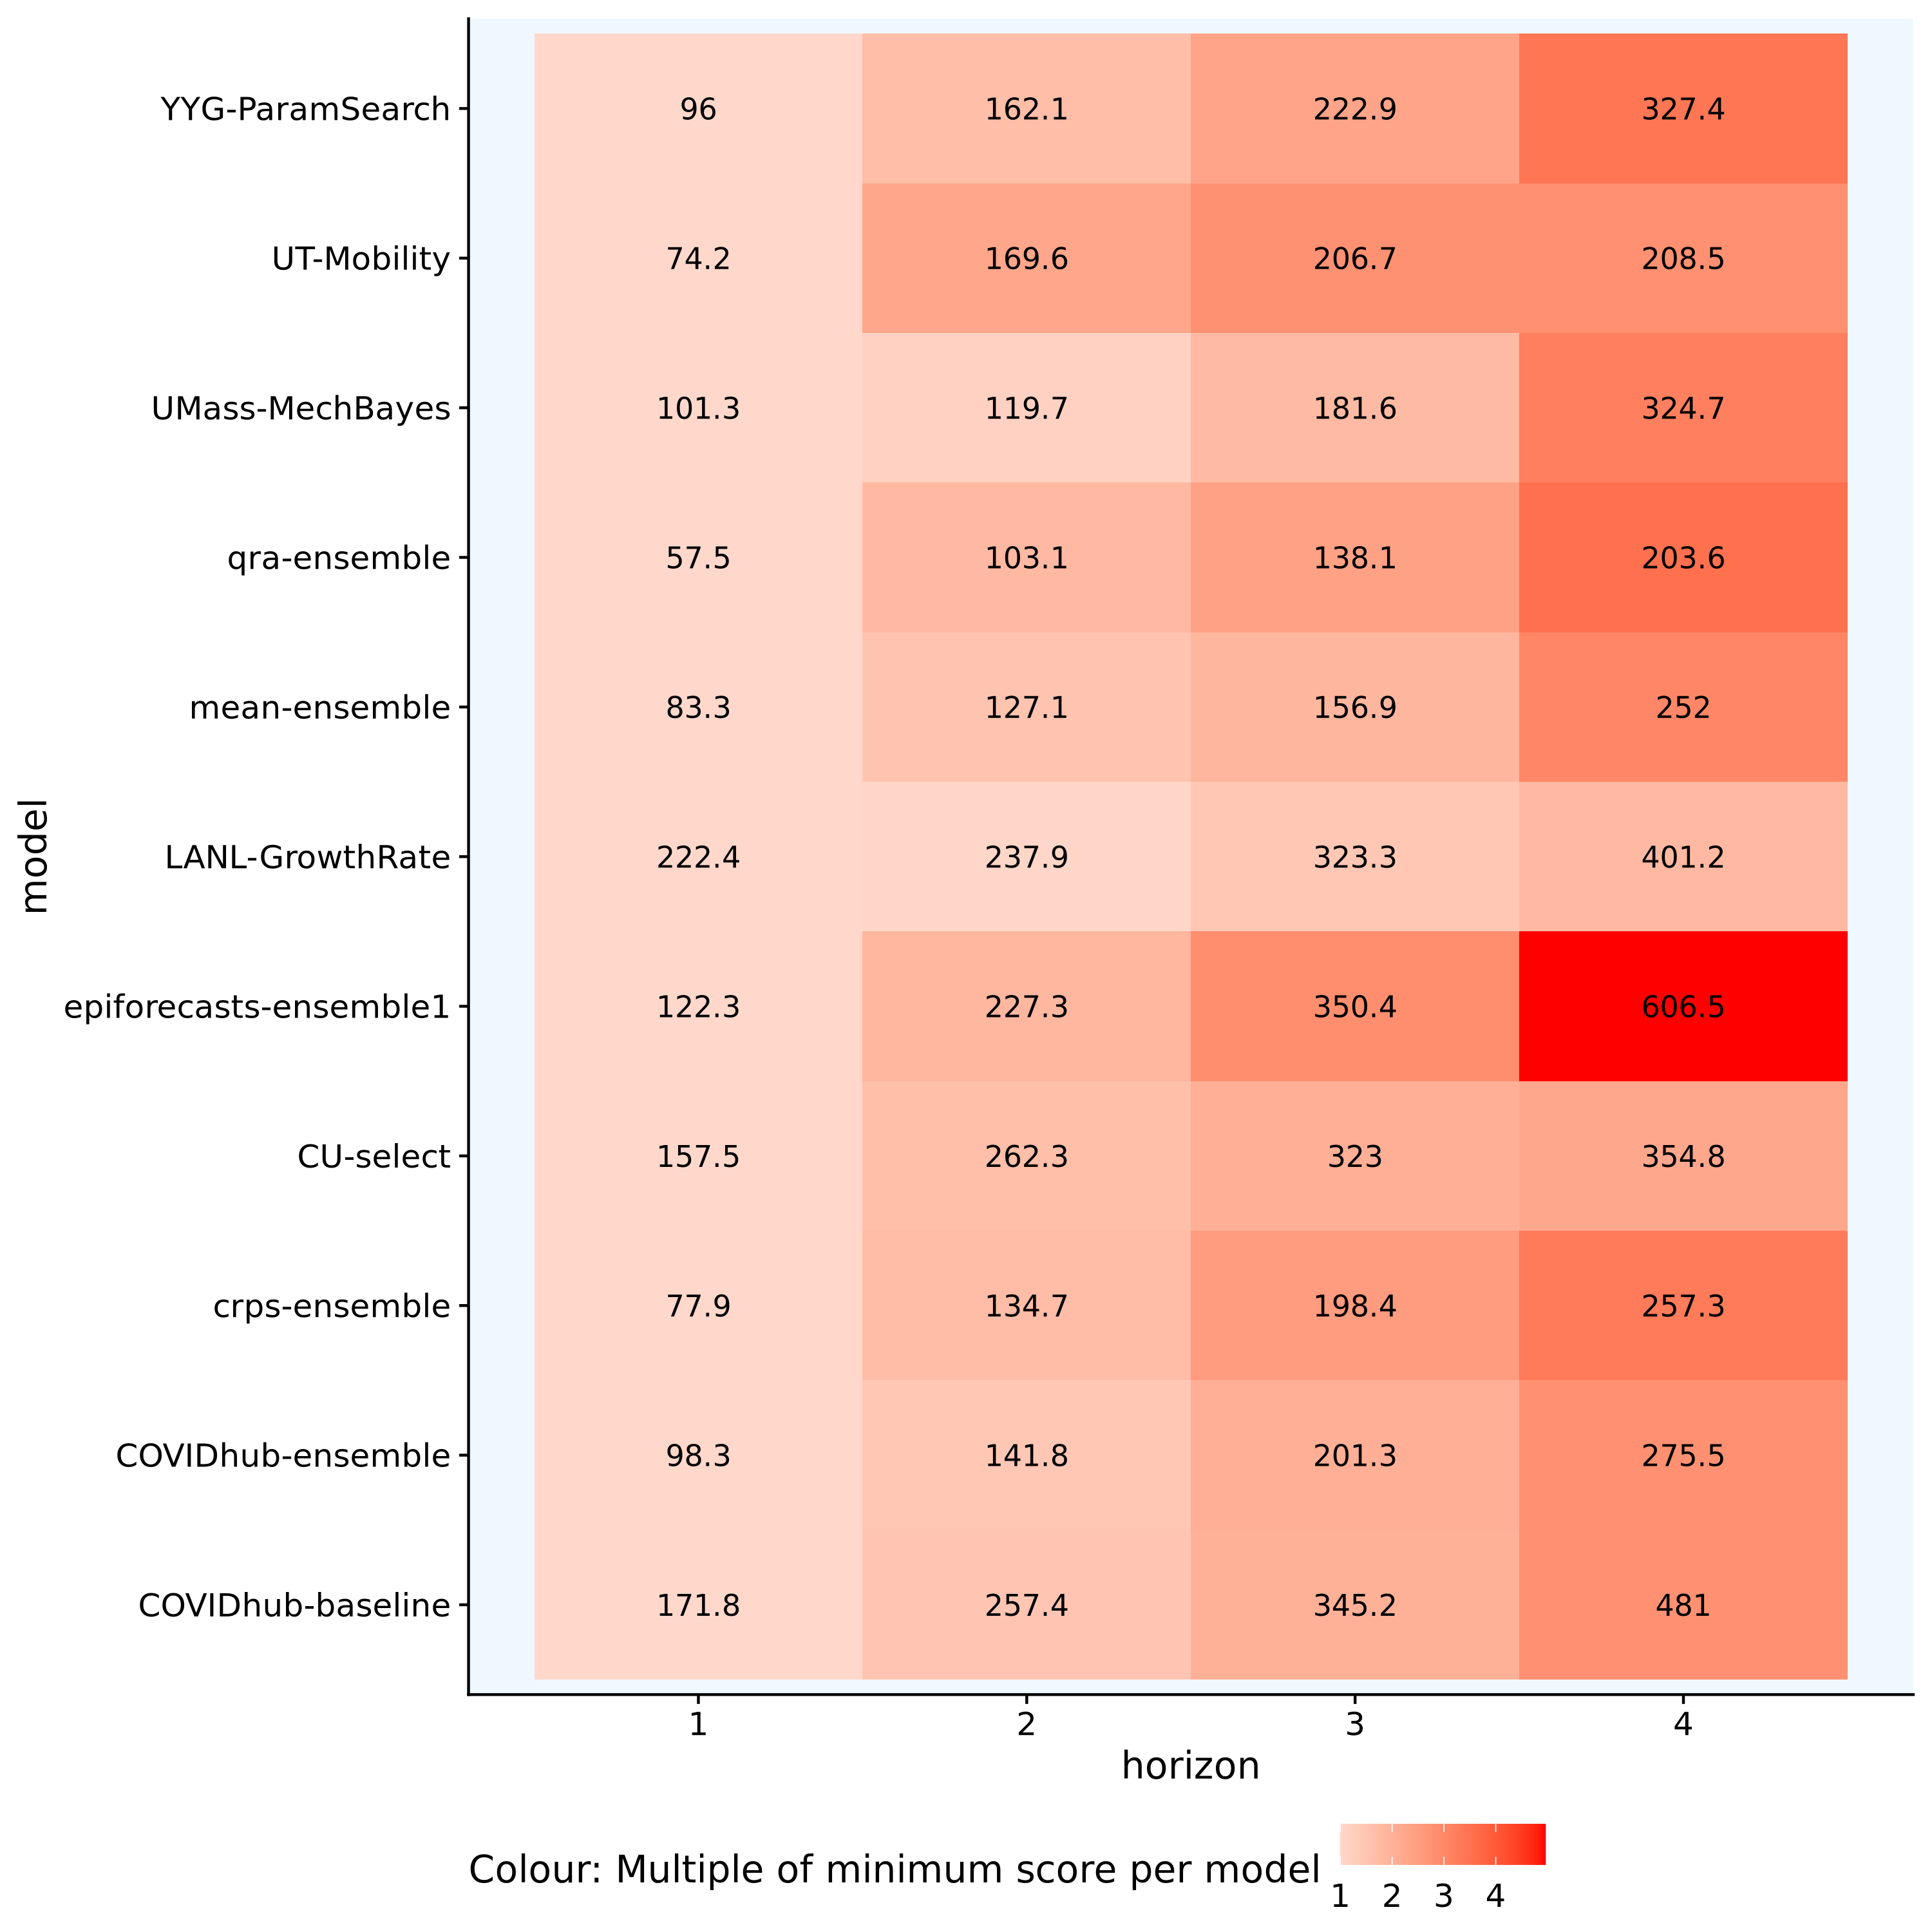 YYG-ParamSearch 96 162.1 222.9 327.4
UT-Mobility 74.2 169.6 206.7 208.5
UMass-MechBayes 101.3 119.7 181.6 324.7
qra-ensemble 57.5 103.1 138.1 203.6
mean-ensemble 83.3 127.1 156.9 252
LANL-GrowthRate 222.4 237.9 323.3 401.2
epiforecasts-ensemble1 122.3 227.3 350.4 606.5
CU-select 157.5 262.3 323 354.8
crps-ensemble 77.9 134.7 198.4 257.3
COVIDhub-ensemble 98.3 141.8 201.3 275.5
COVIDhub-baseline 171.8 257.4 345.2 481
model
1 2 3 4
horizon
Colour: Multiple of minimum score per model
1 2 3 4